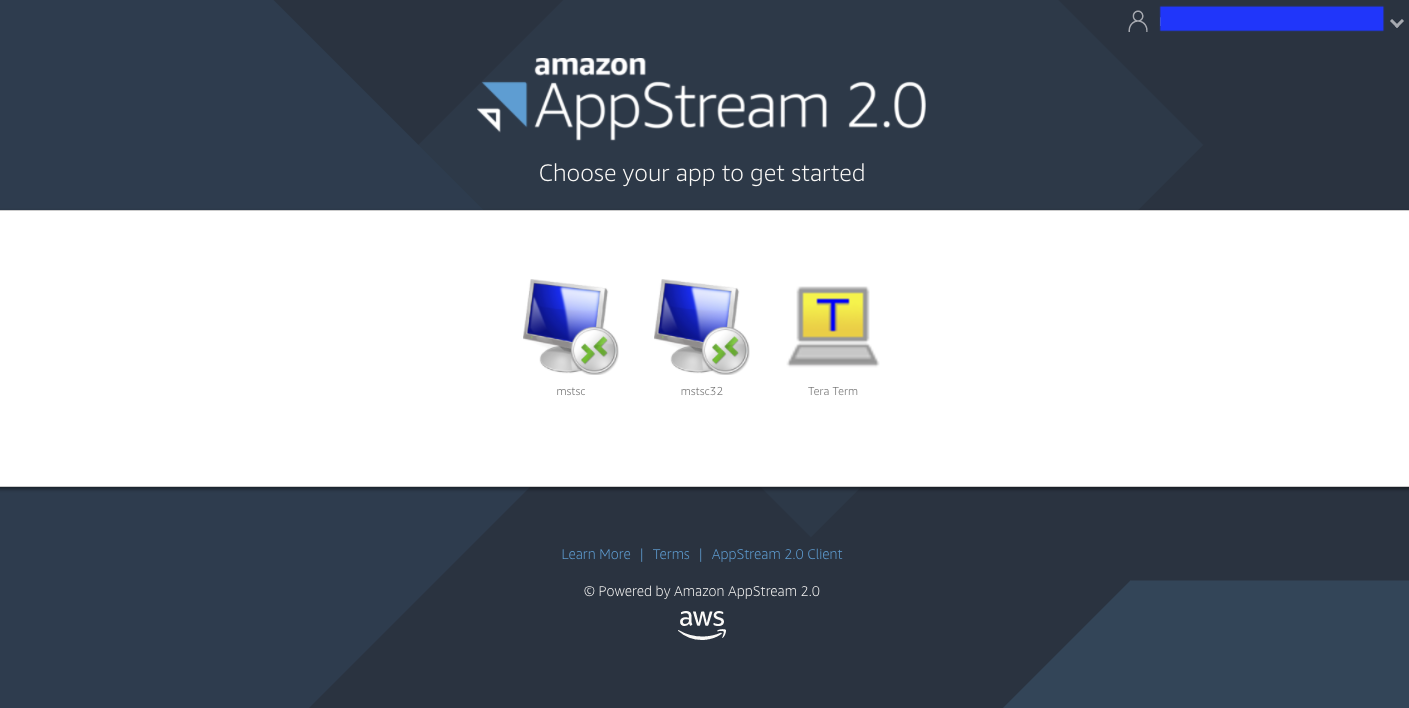 amazon
AppStream 2.0
Choose your app to get started
T
mstsc
mstsc32
Tera Term
Learn More | Terms | AppStream 2.0 Client
© Powered by Amazon AppStream 2.0
aws